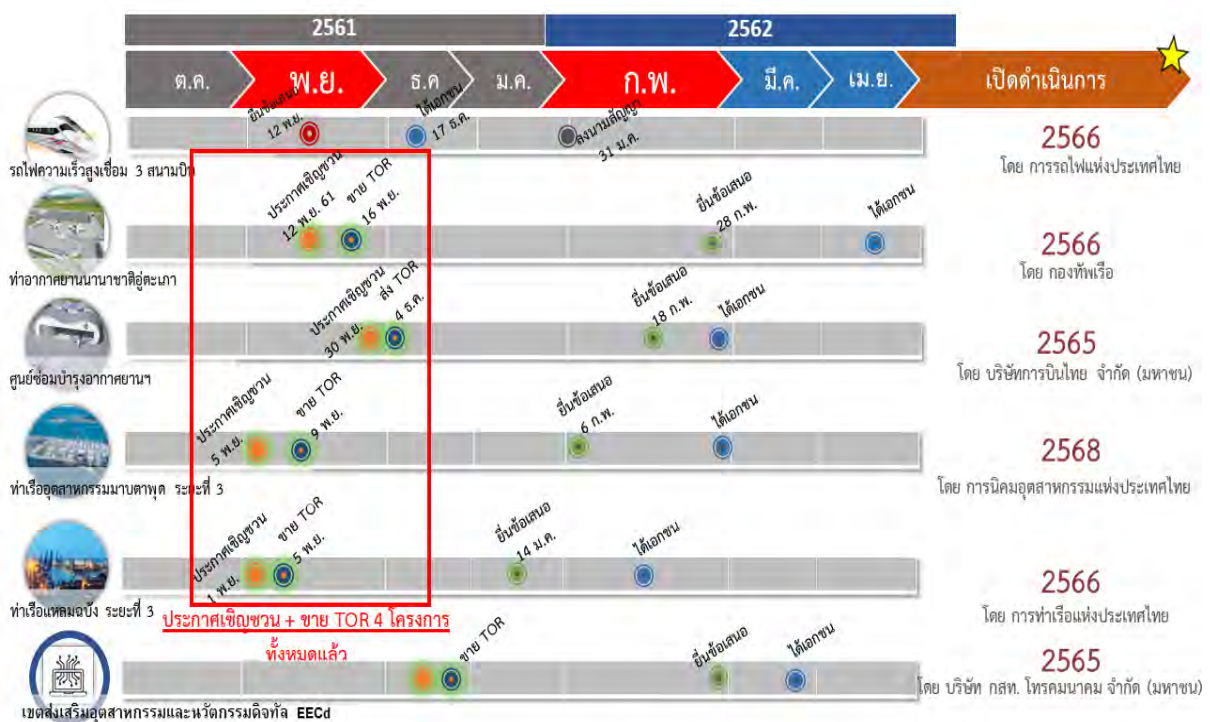 2561
2562
ต.ค.
พ.ย.
ธ.ค
ม.ค.
ก.พ.
มี.ค.
เม.ย.
เปิดดำเนินการ
ยื่นข้อเสนอ
12 พ.ย.
ได้เอกชน
17 ธ.ค.
ลงนามสัญญา
31 ม.ค.
2566
โดย การรถไฟแห่งประเทศไทย
รถไฟความเร็วสูงเชื่อม 3 สนามบิน
ประกาศเชิญชวน
12 พ.ย. 61
ขาย TOR
16 พ.ย.
ยื่นข้อเสนอ
28 ก.พ.
ได้เอกชน
2566
โดย กองทัพเรือ
ท่าอากาศยานนานาชาติอู่ตะเภา
ประกาศเชิญชวน
30 พ.ย.
ส่ง TOR
4 ธ.ค.
ยื่นข้อเสนอ
18 ก.พ.
ได้เอกชน
2565
โดย บริษัทการบินไทย จำกัด (มหาชน)
ศูนย์ซ่อมบำรุงอากาศยานฯ
ประกาศเชิญชวน
5 พ.ย.
ขาย TOR
9 พ.ย.
ยื่นข้อเสนอ
6 ก.พ.
ได้เอกชน
2568
โดย การนิคมอุตสาหกรรมแห่งประเทศไทย
ท่าเรืออุตสาหกรรมมาบตาพุด ระยะที่ 3
ประกาศเชิญชวน
1 พ.ย.
ขาย TOR
5 พ.ย.
ยื่นข้อเสนอ
14 ม.ค.
ได้เอกชน
2566
โดย การท่าเรือแห่งประเทศไทย
ท่าเรือแหลมฉบัง ระยะที่ 3
ประกาศเชิญชวน + ขาย TOR 4 โครงการ
ทั้งหมดแล้ว
ขาย TOR
ยื่นข้อเสนอ
ได้เอกชน
2565
โดย บริษัท กสท. โทรคมนาคม จำกัด (มหาชน)
เขตส่งเสริมอุตสาหกรรมและนวัตกรรมดิจทัล EECd